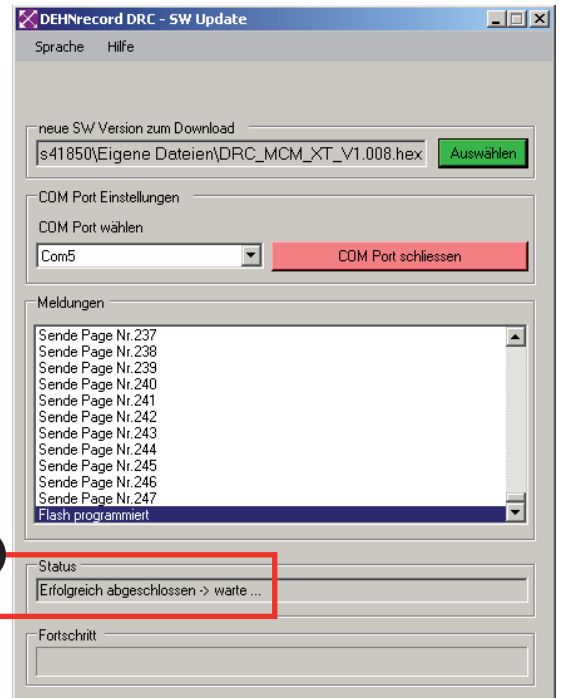 DEHNrecord DRC - SW Update
Sprache Hilfe
neue SW Version zum Download
s41850\Eigene Dateien\DRC_MCM_XT_V1.008.hex Auswählen
COM Port Einstellungen
COM Port wählen
Com5 COM Port schliessen
Meldungen
Sende Page Nr.237
Sende Page Nr.238
Sende Page Nr.239
Sende Page Nr.240
Sende Page Nr.241
Sende Page Nr.242
Sende Page Nr.243
Sende Page Nr.244
Sende Page Nr.245
Sende Page Nr.246
Sende Page Nr.247
Flash programmiert
Status
Erfolgreich abgeschlossen -> warte ...
Fortschritt